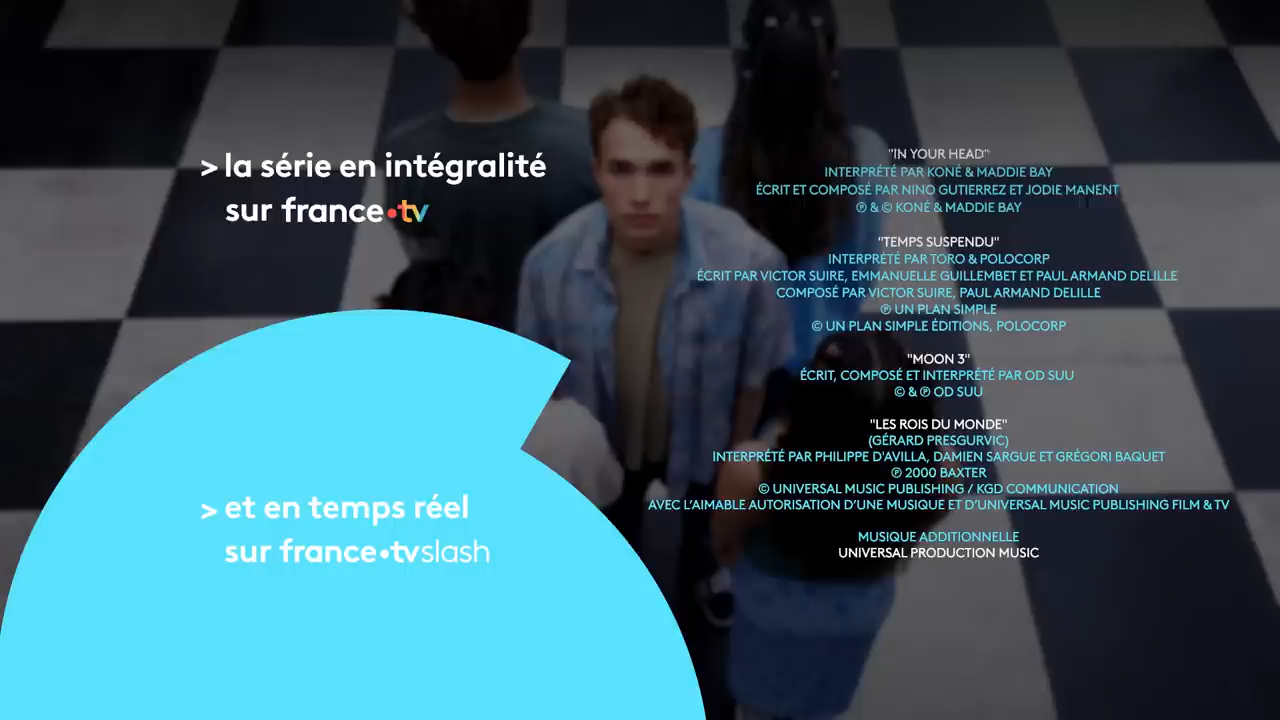 > la série en intégralité
sur france•tv
> et en temps réel
sur france•tvslash
"IN YOUR HEAD"
INTERPRÉTÉ PAR KONÉ & MADDIE BAY
ÉCRIT ET COMPOSÉ PAR NINO GUTIERREZ ET JODIE MANENT
℗ & © KONÉ & MADDIE BAY
"TEMPS SUSPENDU"
INTERPRÉTÉ PAR TORO & POLOCORP
ÉCRIT PAR VICTOR SUIRE, EMMANUELLE GUILLEMBET ET PAUL ARMAND DELILLE
COMPOSÉ PAR VICTOR SUIRE, PAUL ARMAND DELILLE
℗ UN PLAN SIMPLE
© UN PLAN SIMPLE ÉDITIONS, POLOCORP
"MOON 3"
ÉCRIT, COMPOSÉ ET INTERPRÉTÉ PAR OD SUU
© & ℗ OD SUU
"LES ROIS DU MONDE"
(GÉRARD PRESGURVIC)
INTERPRÉTÉ PAR PHILIPPE D'AVILLA, DAMIEN SARGUE ET GRÉGORI BAQUET
℗ 2000 BAXTER
© UNIVERSAL MUSIC PUBLISHING / KGD COMMUNICATION
AVEC L'AIMABLE AUTORISATION D'UNE MUSIQUE ET D'UNIVERSAL MUSIC PUBLISHING FILM & TV
MUSIQUE ADDITIONNELLE
UNIVERSAL PRODUCTION MUSIC